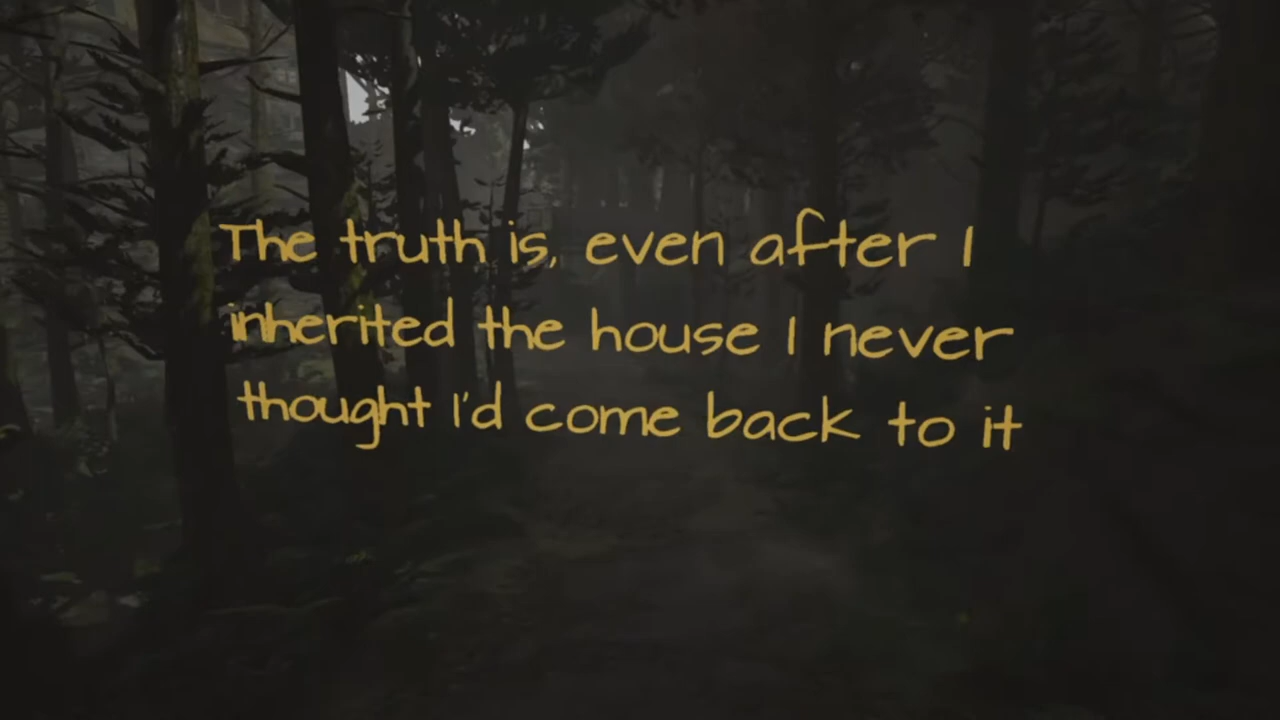 The truth is, even after I
inherited the house I never
thought I'd come back to it